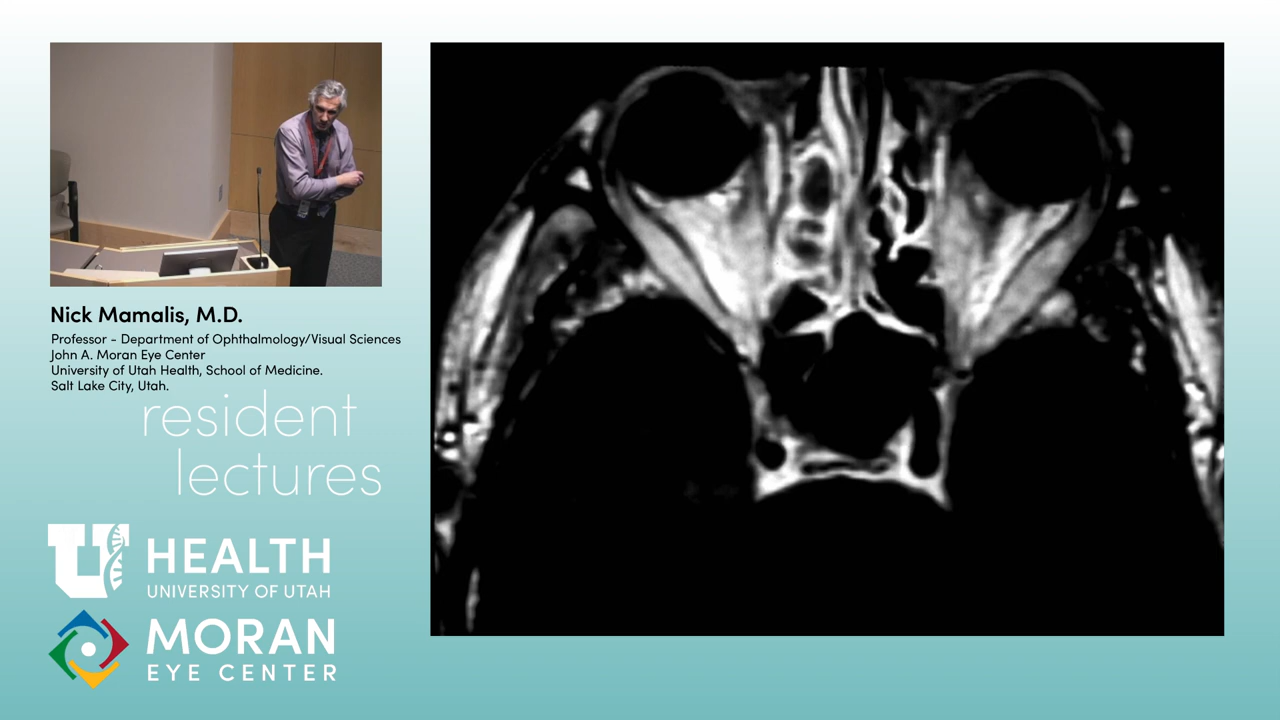 Nick Mamalis, M.D.
Professor - Department of Ophthalmology/Visual Sciences
John A. Moran Eye Center
University of Utah Health, School of Medicine.
Salt Lake City, Utah.
resident
lectures
U HEALTH
UNIVERSITY OF UTAH
MORAN
EYE CENTER